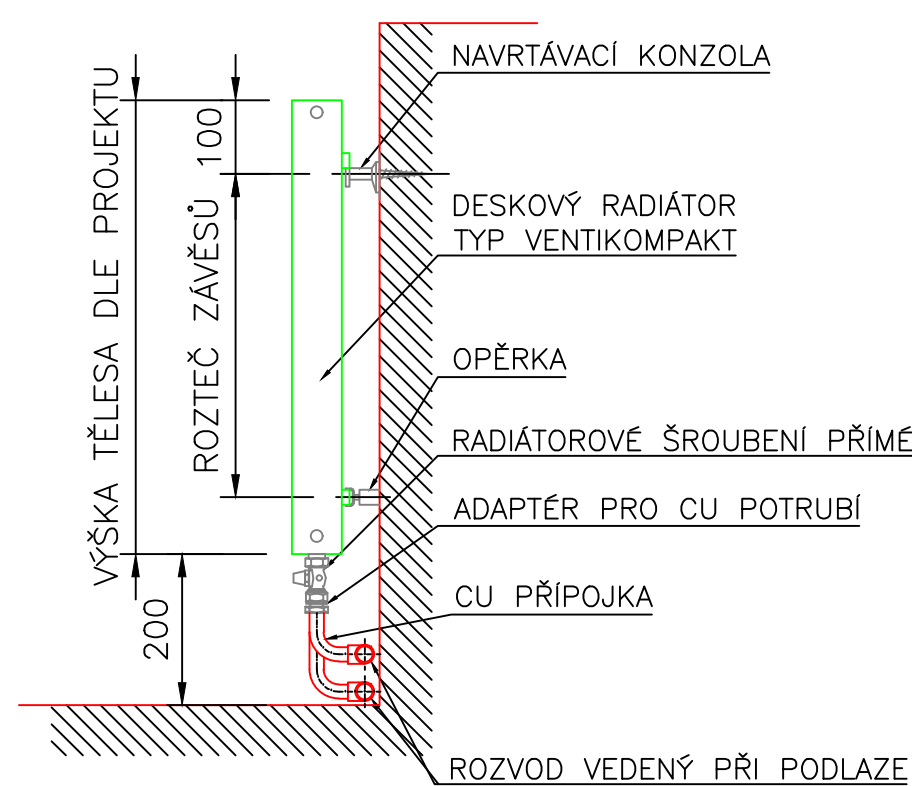 NAVRTÁVACÍ KONZOLA
VÝŠKA TĚLESA DLE PROJEKTU
100
ROZTEČ ZÁVĚSŮ
DESKOVÝ RADIÁTOR
TYP VENTIKOMPAKT
OPĚRKA
RADIÁTOROVÉ ŠROUBENÍ PŘÍMÉ
ADAPTÉR PRO CU POTRUBÍ
CU PŘÍPOJKA
200
ROZVOD VEDENÝ PŘI PODLAZE